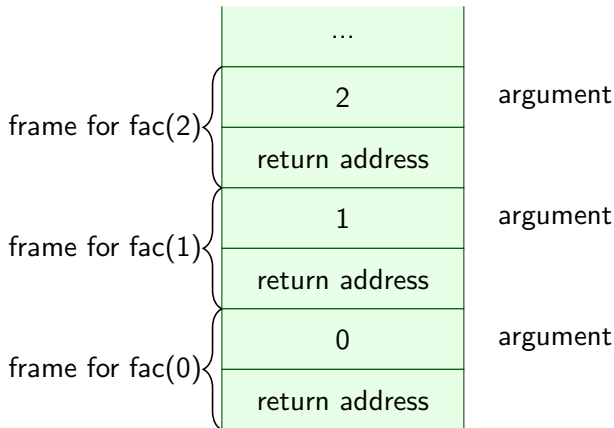 ...
2
argument
frame for fac(2)
return address
1
argument
frame for fac(1)
return address
0
argument
frame for fac(0)
return address